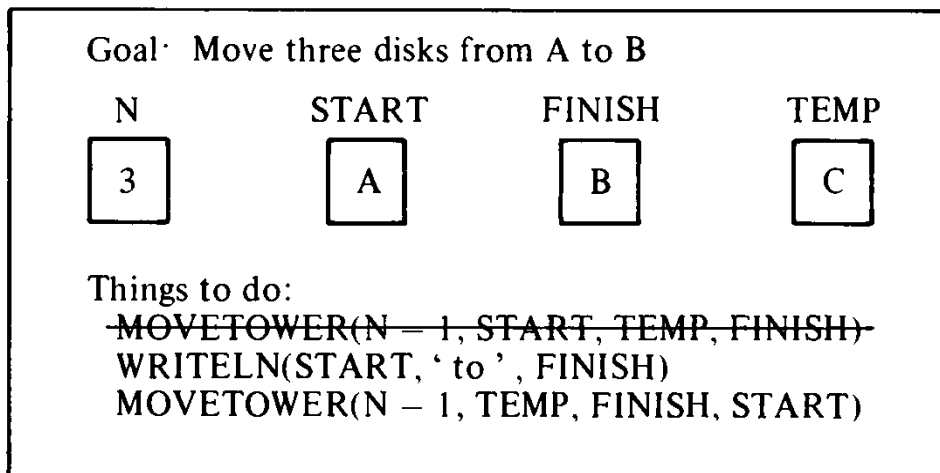 Goal· Move three disks from A to B
N START FINISH TEMP
3 A B C
Things to do:
MOVETOWER(N – 1, START, TEMP, FINISH)
WRITELN(START, ‘ to ’, FINISH)
MOVETOWER(N – 1, TEMP, FINISH, START)